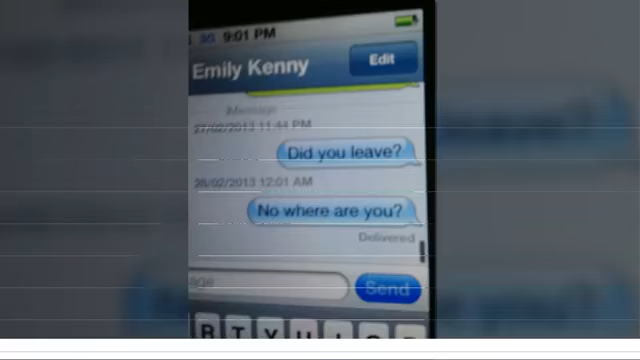 3G 9:01 PM
Emily Kenny
Edit
iMessage
27/02/2013 11:44 PM
Did you leave?
28/02/2013 12:01 AM
No where are you?
Delivered
Send
R T Y U I O P